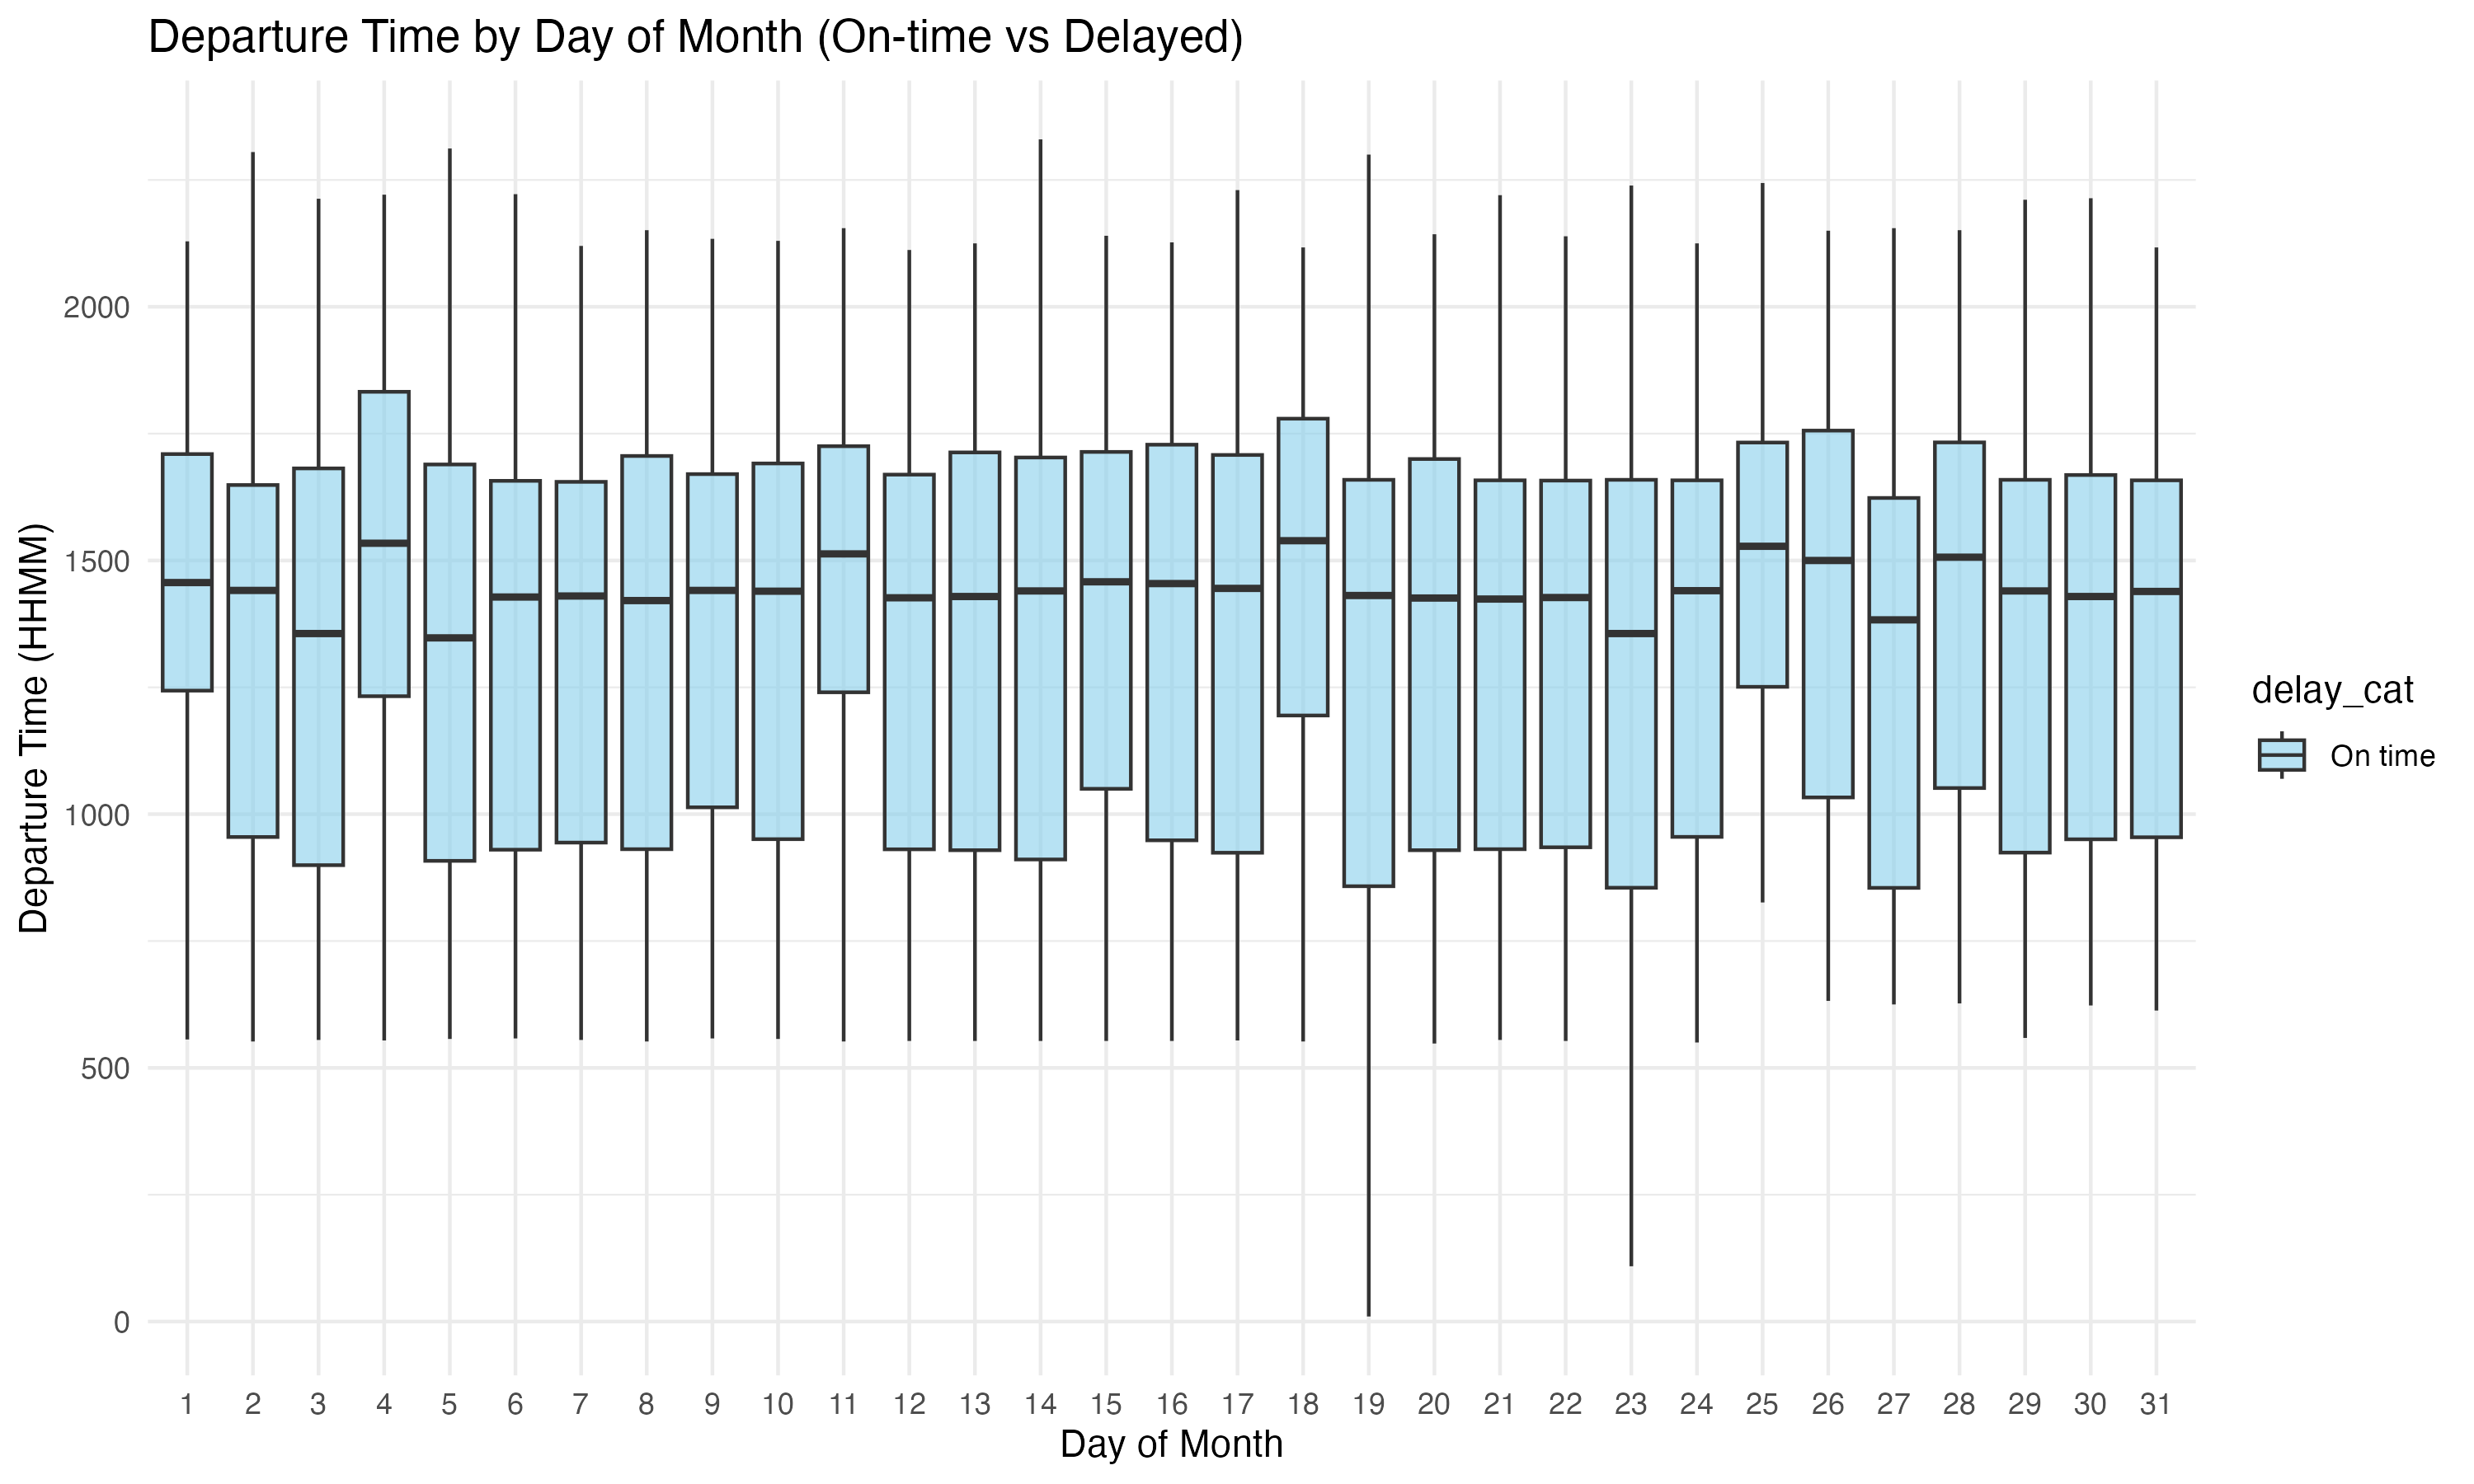 Departure Time by Day of Month (On-time vs Delayed)
Departure Time (HHMM)
2000
1500
1000
500
0
1 2 3 4 5 6 7 8 9 10 11 12 13 14 15 16 17 18 19 20 21 22 23 24 25 26 27 28 29 30 31
Day of Month
delay_cat
On time